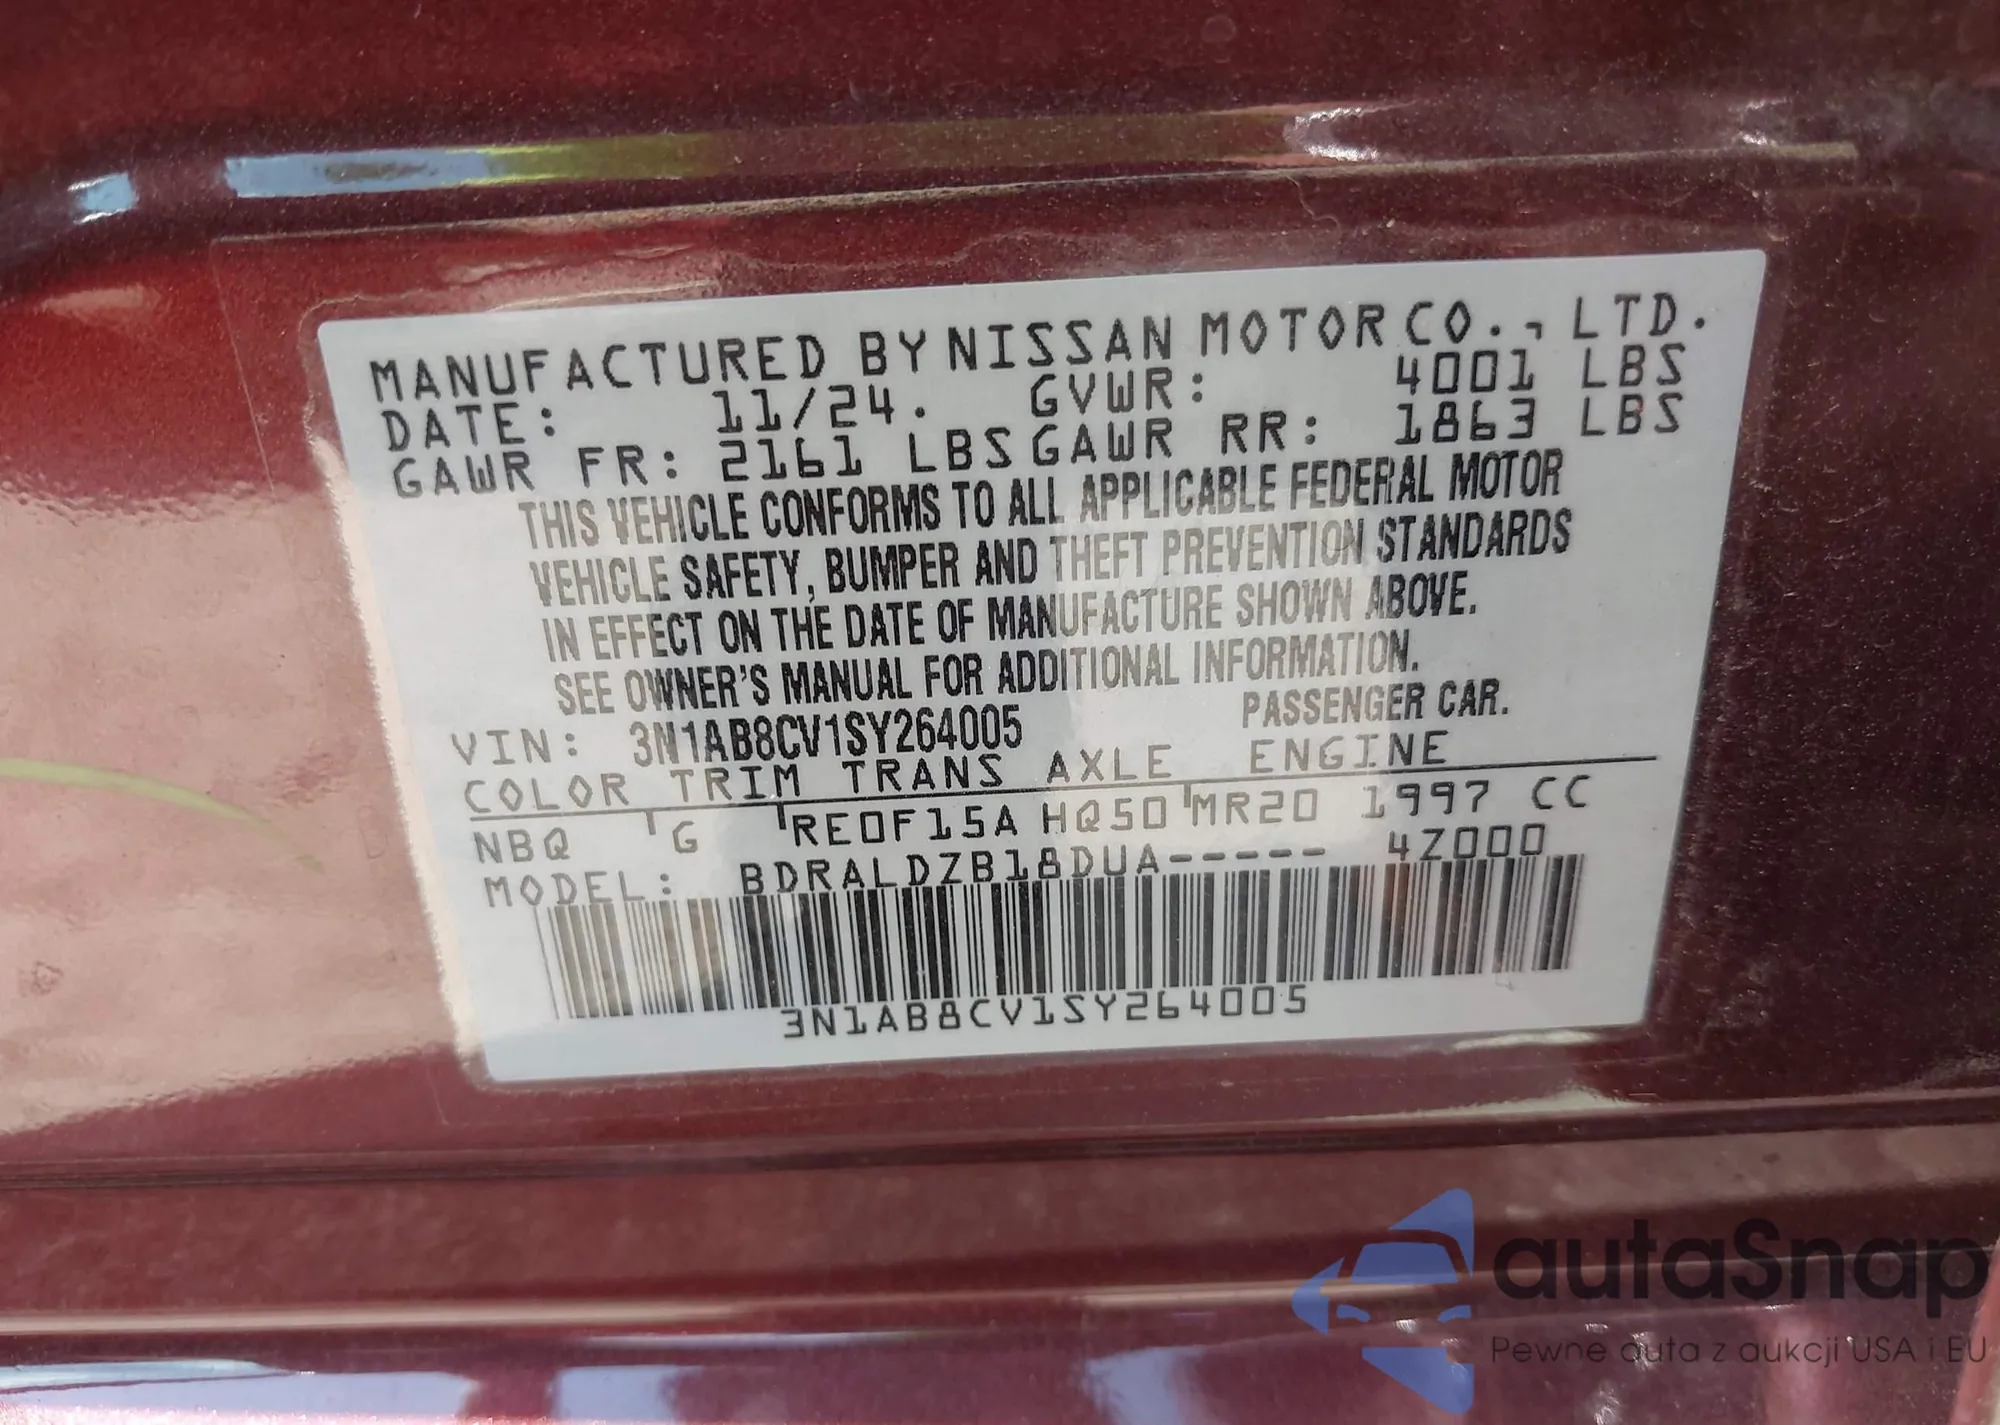 MANUFACTURED BY NISSAN MOTOR CO., LTD.
DATE: 11/24. GVWR: 4001 LBS
GAWR FR: 2161 LBS GAWR RR: 1863 LBS
THIS VEHICLE CONFORMS TO ALL APPLICABLE FEDERAL MOTOR
VEHICLE SAFETY, BUMPER AND THEFT PREVENTION STANDARDS
IN EFFECT ON THE DATE OF MANUFACTURE SHOWN ABOVE.
SEE OWNER'S MANUAL FOR ADDITIONAL INFORMATION.
VIN: 3N1AB8CV1SY264005 PASSENGER CAR.
COLOR TRIM TRANS AXLE ENGINE
NBQ G RE0F15A HQ50 MR20 1997 CC
MODEL: BDRALDZB18DUA----- 4Z000
3N1AB8CV1SY264005
autaSnap
Pewne auta z aukcji USA i EU